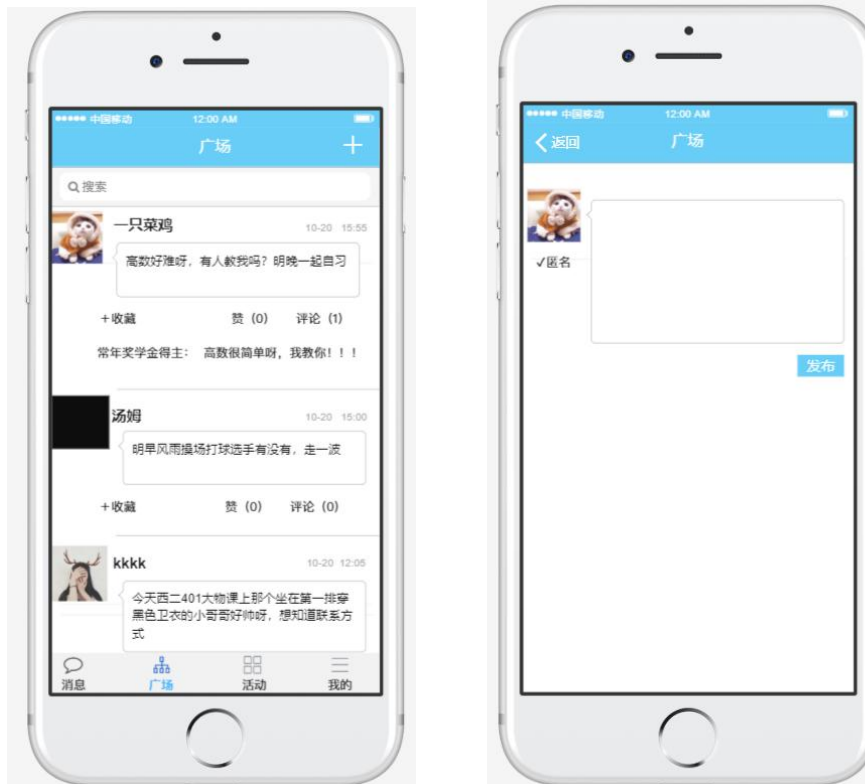 中国移动 12:00 AM
广场
搜索
一只菜鸡 10-20 15:55
高数好难呀，有人教我吗？明晚一起自习
+收藏 赞（0） 评论（1）
常年奖学金得主： 高数很简单呀，我教你！！！
汤姆 10-20 15:00
明早风雨操场打球选手有没有，走一波
+收藏 赞（0） 评论（0）
kkkk 10-20 12:05
今天西二401大物课上那个坐在第一排穿
黑色卫衣的小哥哥好帅呀，想知道联系方
式
消息 广场 活动 我的
中国移动 12:00 AM
返回 广场
✓匿名
发布